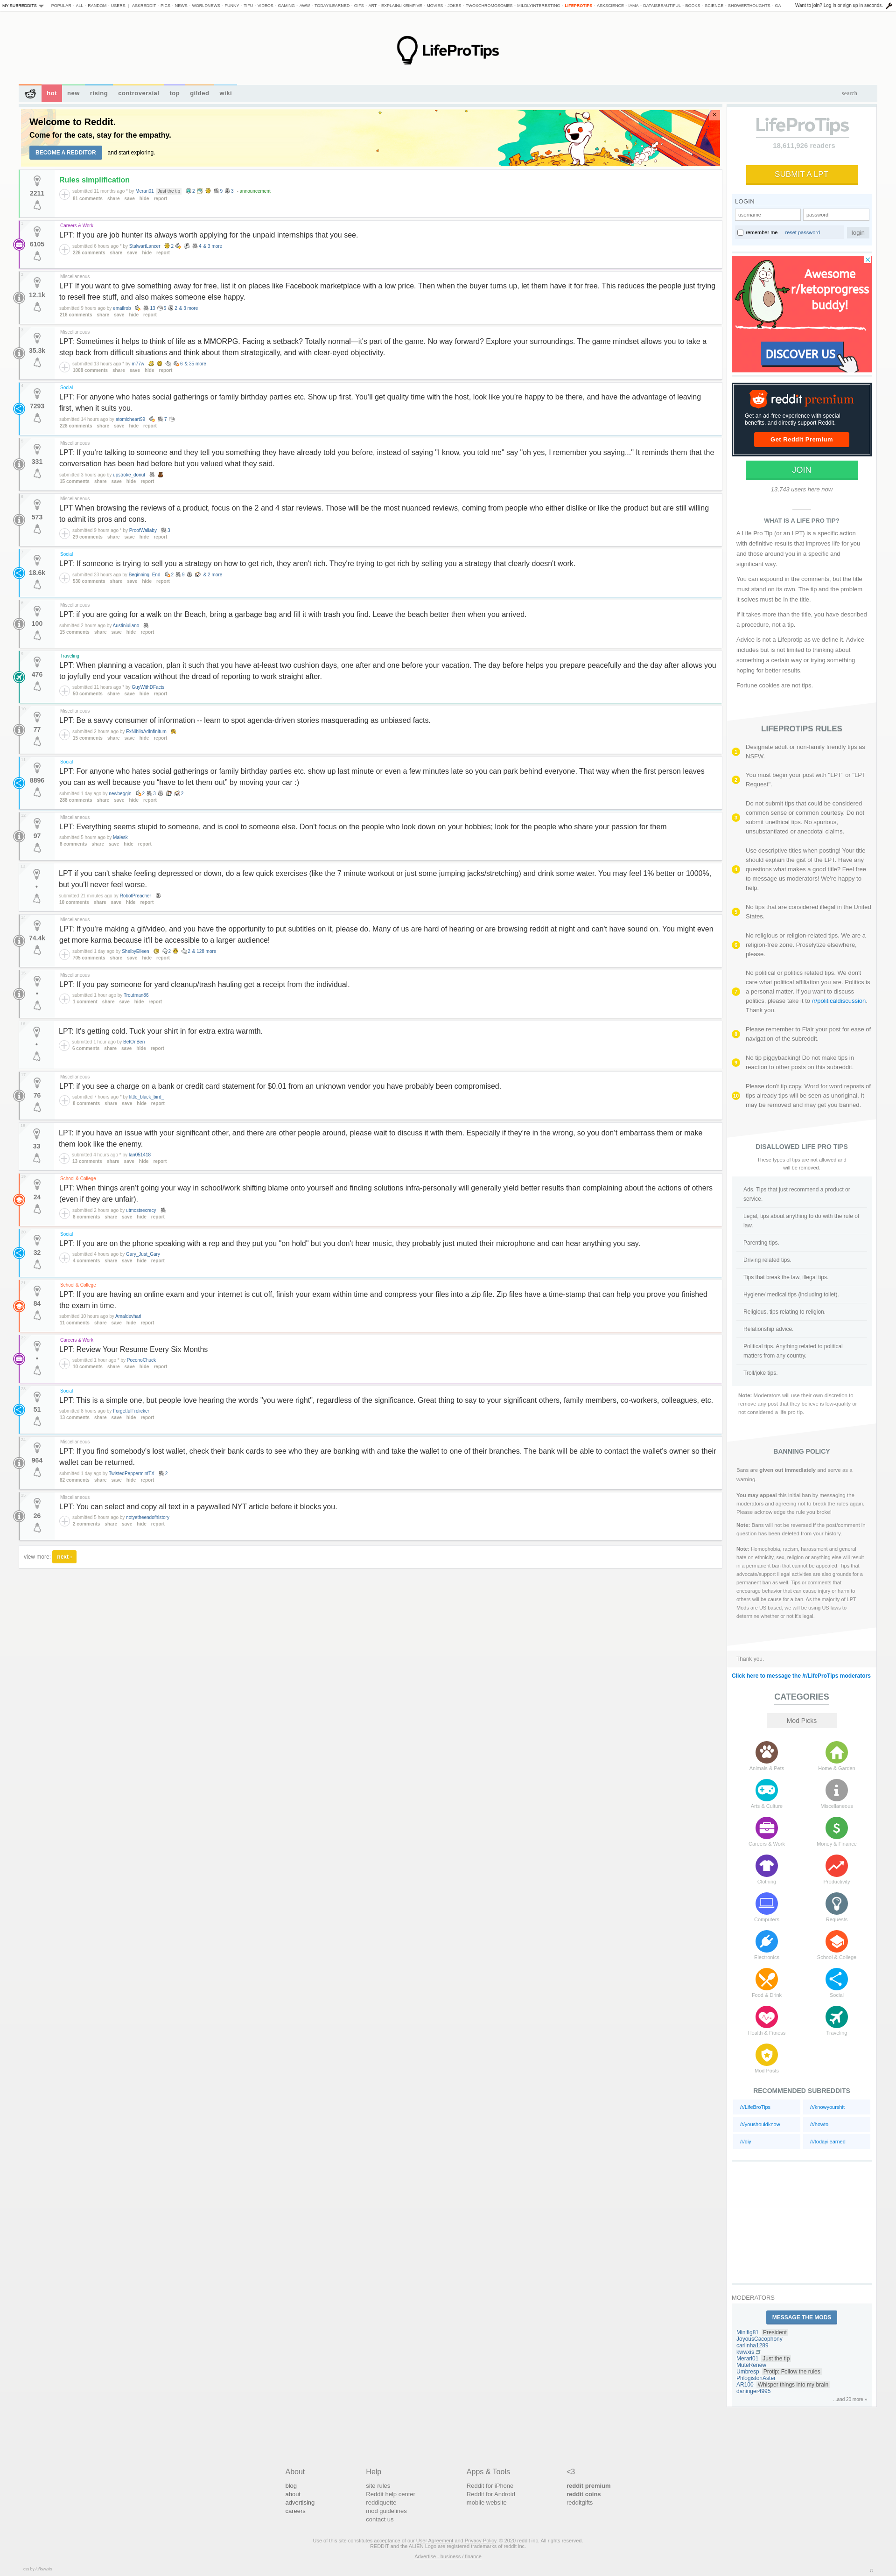 MY SUBREDDITS
POPULAR - ALL - RANDOM - USERS | ASKREDDIT - PICS - NEWS - WORLDNEWS - FUNNY - TIFU - VIDEOS - GAMING - AWW - TODAYILEARNED - GIFS - ART - EXPLAINLIKEIMFIVE - MOVIES - JOKES - TWOXCHROMOSOMES - MILDLYINTERESTING - LIFEPROTIPS - ASKSCIENCE - IAMA - DATAISBEAUTIFUL - BOOKS - SCIENCE - SHOWERTHOUGHTS - GA
Want to join? Log in or sign up in seconds.
LifeProTips
hot new rising controversial top gilded wiki
search
Welcome to Reddit.
Come for the cats, stay for the empathy.
BECOME A REDDITOR and start exploring.
2211
Rules simplification
submitted 11 months ago * by Merari01 Just the tip announcement
81 comments share save hide report
6105
Careers & Work
LPT: If you are job hunter its always worth applying for the unpaid internships that you see.
submitted 6 hours ago * by StalwartLancin & 3 more
335 comments share save hide report
12.1k
Miscellaneous
LPT If you want to give something away for free, list it on places like Facebook marketplace with a low price. Then when the buyer turns up, let them have it for free. This reduces the people just trying
to resell free stuff, and also makes someone else happy.
& 3 more
216 comments share save hide report
35.3k
Miscellaneous
LPT: Sometimes it helps to think of life as a MMORPG. Facing a setback? Totally normal—it's part of the game. No way forward? Explore your surroundings. The game mindset allows you to take a
step back from difficult situations and think about them strategically, and with clear-eyed objectivity.
submitted 13 hours ago * by m77w & 35 more
1008 comments share save hide report
7293
Social
LPT: For anyone who hates social gatherings or family birthday parties etc. Show up first. You'll get quality time with the host, look like you're happy to be there, and have the advantage of leaving
first, when it suits you.
submitted 14 hours ago by atomicheart99
228 comments share save hide report
331
Miscellaneous
LPT: If you're talking to someone and they tell you something they have already told you before, instead of saying "I know, you told me" say "oh yes, I remember you saying..." It reminds them that the
conversation has been had before but you valued what they said.
submitted 3 hours ago by upstroke_donut
16 comments share save hide report
573
Miscellaneous
LPT When browsing the reviews of a product, focus on the 2 and 4 star reviews. Those will be the most nuanced reviews, coming from people who either dislike or like the product but are still willing
to admit its pros and cons.
submitted 9 hours ago * by ProofWallaby
29 comments share save hide report
18.6k
Social
LPT: If someone is trying to sell you a strategy on how to get rich, they aren't rich. They're trying to get rich by selling you a strategy that clearly doesn't work.
submitted 23 hours ago by Beginning_End & 2 more
530 comments share save hide report
100
Miscellaneous
LPT: if you are going for a walk on thr Beach, bring a garbage bag and fill it with trash you find. Leave the beach better then when you arrived.
submitted 2 hours ago by Austiniuliano
15 comments share save hide report
476
Traveling
LPT: When planning a vacation, plan it such that you have at-least two cushion days, one after and one before your vacation. The day before helps you prepare peacefully and the day after allows you
to joyfully end your vacation without the dread of reporting to work straight after.
submitted 11 hours ago * by GuyWithDFacts
50 comments share save hide report
77
Miscellaneous
LPT: Be a savvy consumer of information -- learn to spot agenda-driven stories masquerading as unbiased facts.
submitted 3 hours ago by ExNihiloAdInfinitum
15 comments share save hide report
8896
Social
LPT: For anyone who hates social gatherings or family birthday parties etc. show up last minute or even a few minutes late so you can park behind everyone. That way when the first person leaves
you can as well because you “have to let them out” by moving your car :)
submitted 1 day ago by newbeggin
288 comments share save hide report
97
Miscellaneous
LPT: Everything seems stupid to someone, and is cool to someone else. Don't focus on the people who look down on your hobbies; look for the people who share your passion for them
submitted 5 hours ago by Maxesk
6 comments share save hide report
•
LPT if you can't shake feeling depressed or down, do a few quick exercises (like the 7 minute workout or just some jumping jacks/stretching) and drink some water. You may feel 1% better or 1000%,
but you'll never feel worse.
submitted 21 minutes ago by RobotPreacher
10 comments share save hide report
74.4k
Miscellaneous
LPT: If you're making a gif/video, and you have the opportunity to put subtitles on it, please do. Many of us are hard of hearing or are browsing reddit at night and can't have sound on. You might even
get more karma because it'll be accessible to a larger audience!
submitted 1 day ago by ShelbyEileen & 128 more
705 comments share save hide report
•
Miscellaneous
LPT: If you pay someone for yard cleanup/trash hauling get a receipt from the individual.
submitted 1 hour ago by Troutman86
1 comment share save hide report
•
LPT: It's getting cold. Tuck your shirt in for extra extra warmth.
submitted 1 hour ago by BetOnBen
6 comments share save hide report
76
Miscellaneous
LPT: if you see a charge on a bank or credit card statement for $0.01 from an unknown vendor you have probably been compromised.
submitted 7 hours ago * by little_black_bird_
8 comments share save hide report
33
LPT: If you have an issue with your significant other, and there are other people around, please wait to discuss it with them. Especially if they're in the wrong, so you don't embarrass them or make
them look like the enemy.
submitted 4 hours ago * by Ian051418
13 comments share save hide report
24
School & College
LPT: When things aren't going your way in school/work shifting blame onto yourself and finding solutions infra-personally will generally yield better results than complaining about the actions of others
(even if they are unfair).
submitted 2 hours ago by utmostsecrecy
8 comments share save hide report
32
Social
LPT: If you are on the phone speaking with a rep and they put you "on hold" but you don't hear music, they probably just muted their microphone and can hear anything you say.
submitted 4 hours ago by Gary_Just_Gary
4 comments share save hide report
84
School & College
LPT: If you are having an online exam and your internet is cut off, finish your exam within time and compress your files into a zip file. Zip files have a time-stamp that can help you prove you finished
the exam in time.
submitted 10 hours ago by Amaldevhari
11 comments share save hide report
•
Careers & Work
LPT: Review Your Resume Every Six Months
submitted 1 hour ago * by PoconoChuck
10 comments share save hide report
51
Social
LPT: This is a simple one, but people love hearing the words "you were right", regardless of the significance. Great thing to say to your significant others, family members, co-workers, colleagues, etc.
submitted 8 hours ago by ForgetfulFrolicker
13 comments share save hide report
964
Miscellaneous
LPT: If you find somebody's lost wallet, check their bank cards to see who they are banking with and take the wallet to one of their branches. The bank will be able to contact the wallet's owner so their
wallet can be returned.
submitted 1 day ago by TwistedPeppermintTX
82 comments share save hide report
26
Miscellaneous
LPT: You can select and copy all text in a paywalled NYT article before it blocks you.
submitted 5 hours ago by notyetheendofhistory
2 comments share save hide report
view more: next ›
LifeProTips
18,611,926 readers
SUBMIT A LPT
LOGIN
username password
remember me reset password login
Awesome
r/ketoprogress
buddy!
DISCOVER US
reddit premium
Get an ad-free experience with special
benefits, and directly support Reddit.
Get Reddit Premium
JOIN
13,743 users here now
WHAT IS A LIFE PRO TIP?
A Life Pro Tip (or an LPT) is a specific action
with definitive results that improves life for you
and those around you in a specific and
significant way.
You can expound in the comments, but the title
must stand on its own. The tip and the problem
it solves must be in the title.
If it takes more than the title, you have described
a procedure, not a tip.
Advice is not a Lifeprotip as we define it. Advice
includes but is not limited to thinking about
something a certain way or trying something
hoping for better results.
Fortune cookies are not tips.
LIFEPROTIPS RULES
1
Designate adult or non-family friendly tips as
NSFW.
2
You must begin your post with "LPT" or "LPT
Request".
3
Do not submit tips that could be considered
common sense or common courtesy. Do not
submit unethical tips. No spurious,
unsubstantiated or anecdotal claims.
4
Use descriptive titles when posting! Your title
should explain the gist of the LPT. Have any
questions what makes a good title? Feel free
to message us moderators! We're happy to
help.
5
No tips that are considered illegal in the United
States.
6
No religious or religion-related tips. We are a
religion-free zone. Proselytize elsewhere,
please.
7
No political or politics related tips. We don't
care what political affiliation you are. Politics is
a personal matter. If you want to discuss
politics, please take it to /r/politicaldiscussion.
Thank you.
8
Please remember to Flair your post for ease of
navigation of the subreddit.
9
No tip piggybacking! Do not make tips in
reaction to other posts on this subreddit.
10
Please don't tip copy. Word for word reposts of
tips already tips will be seen as unoriginal. It
may be removed and may get you banned.
DISALLOWED LIFE PRO TIPS
These types of tips are not allowed and
will be removed.
Ads. Tips that just recommend a product or
service.
Legal, tips about anything to do with the rule of
law.
Parenting tips.
Driving related tips.
Tips that break the law, illegal tips.
Hygiene/ medical tips (including toilet).
Religious, tips relating to religion.
Relationship advice.
Political tips. Anything related to political
matters from any country.
Troll/joke tips.
Note: Moderators will use their own discretion to
remove any post that they believe is low-quality or
not considered a life pro tip.
BANNING POLICY
Bans are given out immediately and serve as a
warning.
You may appeal this initial ban by messaging the
moderators and agreeing not to break the rules again.
Please acknowledge the rule you broke!
Note: Bans will not be reversed if the post/comment in
question has been deleted from your history.
Note: Homophobia, racism, harassment and general
hate on ethnicity, sex, religion or anything else will result
in a permanent ban that cannot be appealed. Tips that
advocate/support illegal activities are also grounds for a
permanent ban as well. Tips or comments that
encourage behavior that can cause injury or harm to
others will be cause for a ban. As the majority of LPT
Mods are US based, we will be using US laws to
determine whether or not it's legal.
Thank you.
Click here to message the /r/LifeProTips moderators
CATEGORIES
Mod Picks
Animals & Pets Home & Garden
Arts & Culture Miscellaneous
Careers & Work Money & Finance
Clothing Productivity
Computers Requests
Electronics School & College
Food & Drink Social
Health & Fitness Traveling
Mod Posts
RECOMMENDED SUBREDDITS
/r/LifeBroTips /r/knowyourshit
/r/youshouldknow /r/howto
/r/diy /r/todayilearned
MODERATORS
MESSAGE THE MODS
Minifig81 President
JoyousCacophony
carlinha1289
kwwxis
Merari01 Just the tip
MuteRenew
Umbresp Protip: Follow the rules
PhlogistonAster
AR100 Whisper things into my brain
daninger4995
...and 20 more »
About
blog
about
advertising
careers
Help
site rules
Reddit help center
reddiquette
mod guidelines
contact us
Apps & Tools
Reddit for iPhone
Reddit for Android
mobile website
<3
reddit premium
reddit coins
redditgifts
Use of this site constitutes acceptance of our User Agreement and Privacy Policy. © 2020 reddit inc. All rights reserved.
REDDIT and the ALIEN Logo are registered trademarks of reddit inc.